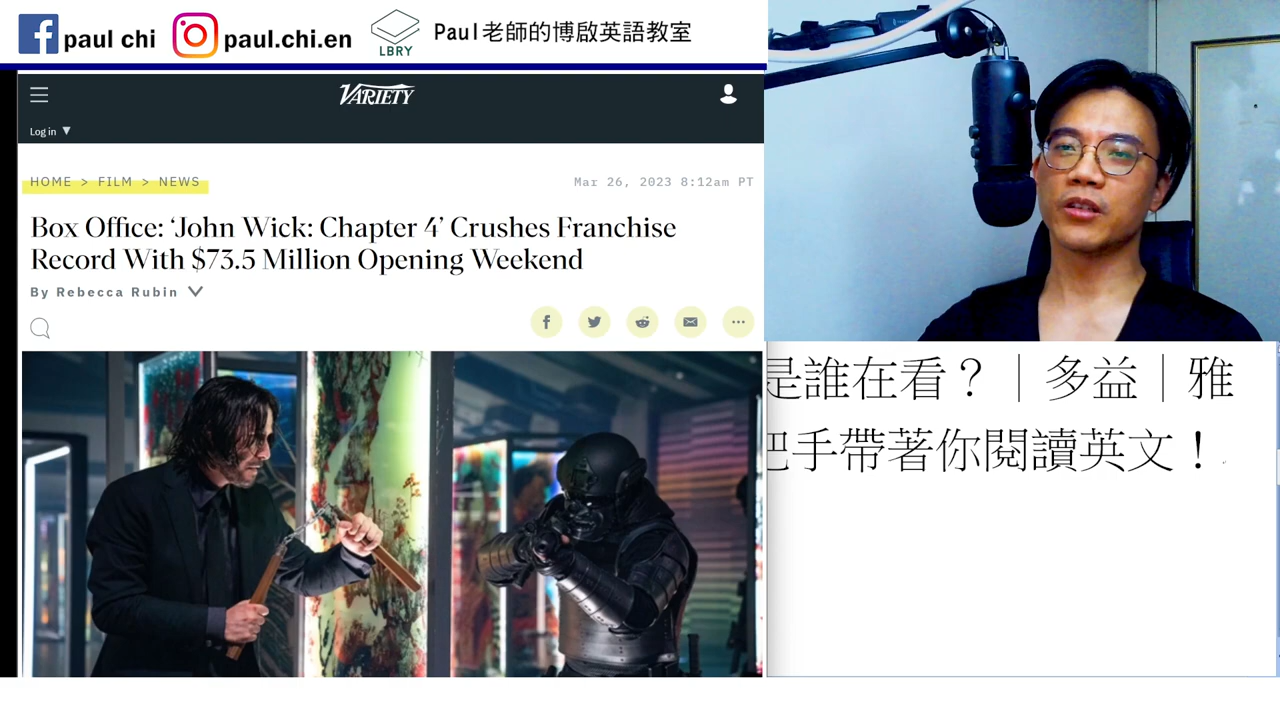 paul chi
paul.chi.en
LBRY
Paul老師的博啟英語教室
VARIETY
Log in
HOME > FILM > NEWS
Mar 26, 2023 8:12am PT
Box Office: ‘John Wick: Chapter 4’ Crushes Franchise
Record With $73.5 Million Opening Weekend
By Rebecca Rubin
是誰在看？｜多益｜雅
把手帶著你閱讀英文！